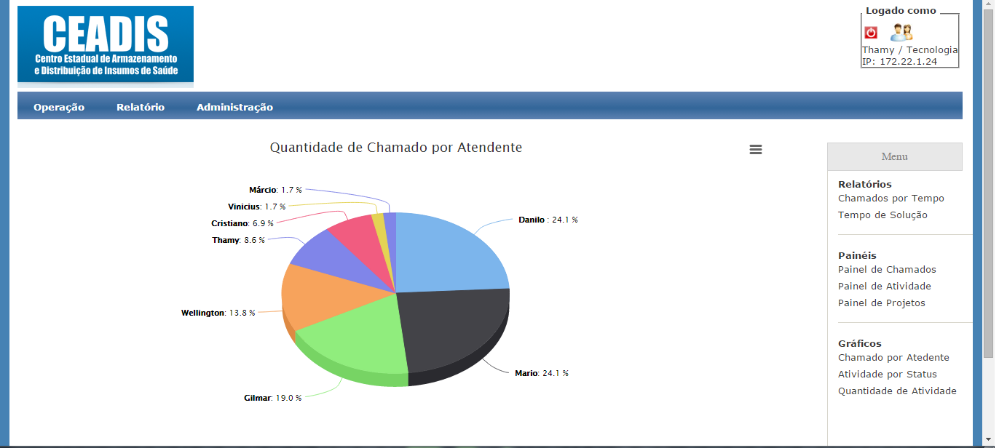 CEADIS
Centro Estadual de Armazenamento
e Distribuição de Insumos de Saúde
Logado como
Thamy / Tecnologia
IP: 172.22.1.24
Operação Relatório Administração
Quantidade de Chamado por Atendente
Márcio: 1.7 %
Vinicius: 1.7 %
Cristiano: 6.9 %
Thamy: 8.6 %
Danilo : 24.1 %
Wellington: 13.8 %
Mario: 24.1 %
Gilmar: 19.0 %
Menu
Relatórios
Chamados por Tempo
Tempo de Solução
Painéis
Painel de Chamados
Painel de Atividade
Painel de Projetos
Gráficos
Chamado por Atedente
Atividade por Status
Quantidade de Atividade